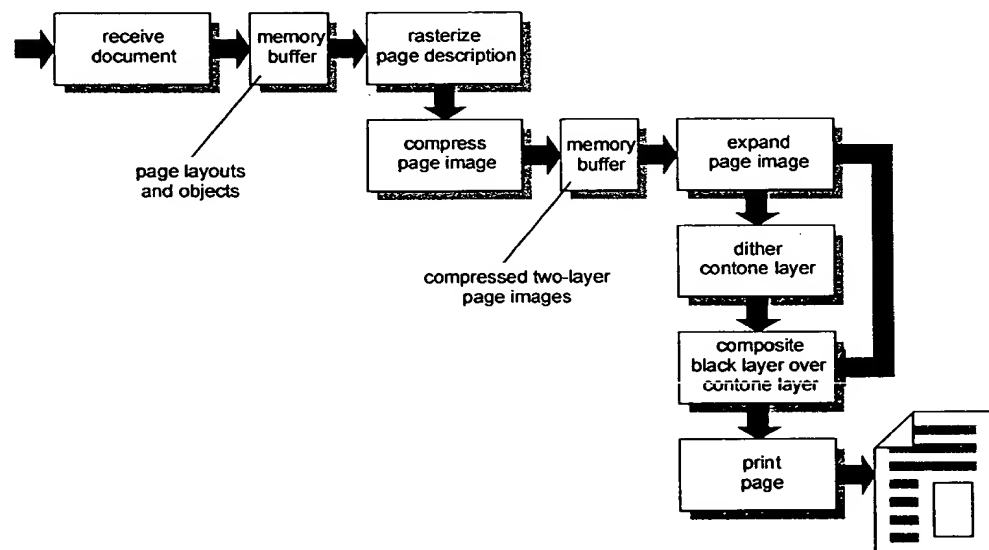 receive
document
memory
buffer
rasterize
page description
compress
page image
memory
buffer
expand
page image
page layouts
and objects
dither
contone layer
compressed two-layer
page images
composite
black layer over
contone layer
print
page